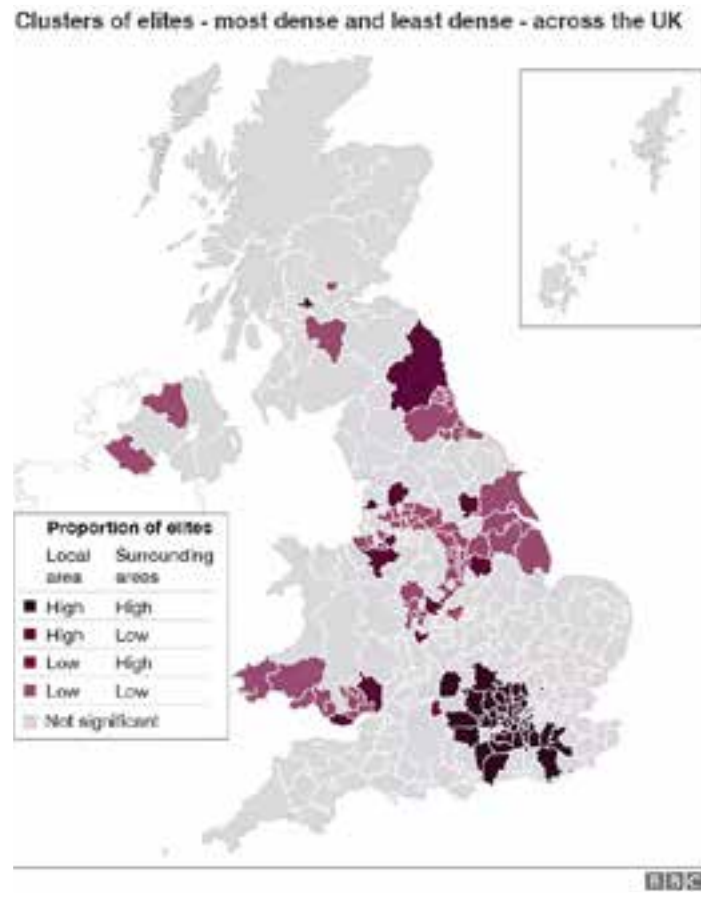 Clusters of elites - most dense and least dense - across the UK
Proportion of elites
Local area Surrounding areas
High High
High Low
Low High
Low Low
Not significant
BBC